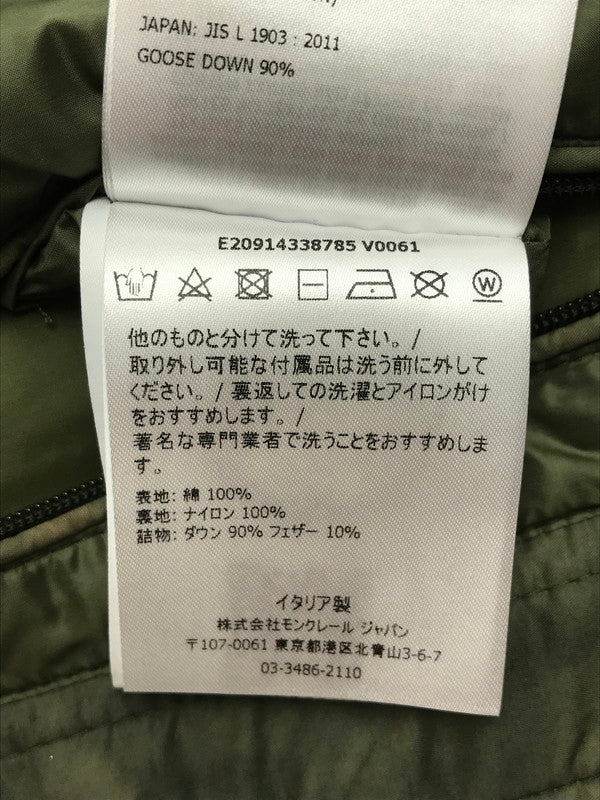 JAPAN: JIS L 1903 : 2011
GOOSE DOWN 90%
E20914338785 V0061
W
他のものと分けて洗って下さい。/
取り外し可能な付属品は洗う前に外して
ください。/ 裏返しての洗濯とアイロンがけ
をおすすめします。/
著名な専門業者で洗うことをおすすめしま
す。
表地: 綿 100%
裏地: ナイロン 100%
詰物: ダウン 90% フェザー 10%
イタリア製
株式会社モンクレール ジャパン
〒107-0061 東京都港区北青山3-6-7
03-3486-2110